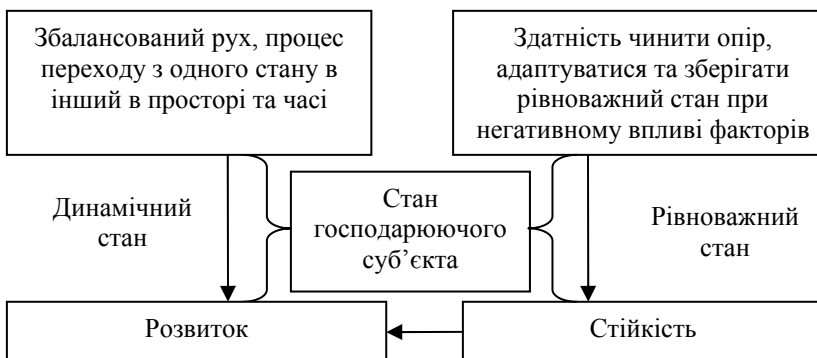 Збалансований рух, процес
переходу з одного стану в
інший в просторі та часі
Здатність чинити опір,
адаптуватися та зберігати
рівноважний стан при
негативному впливі факторів
Динамічний
стан
Стан
господарюючого
суб’єкта
Рівноважний
стан
Розвиток
Стійкість